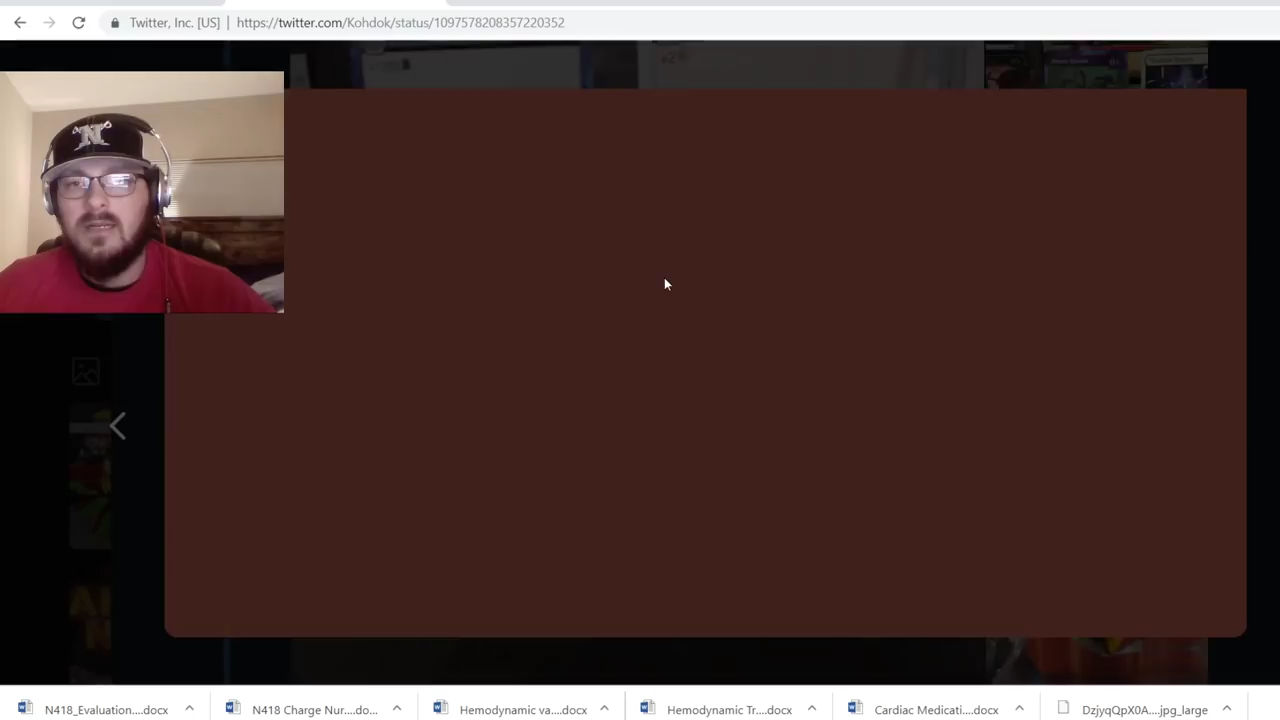 Twitter, Inc. [US] | https://twitter.com/Kohdok/status/1097578208357220352
N
N418_Evaluation....docx
N418 Charge Nur....do...
Hemodynamic va....docx
Hemodynamic Tr....docx
Cardiac Medicati....docx
DzjyqQpX0A....jpg_large